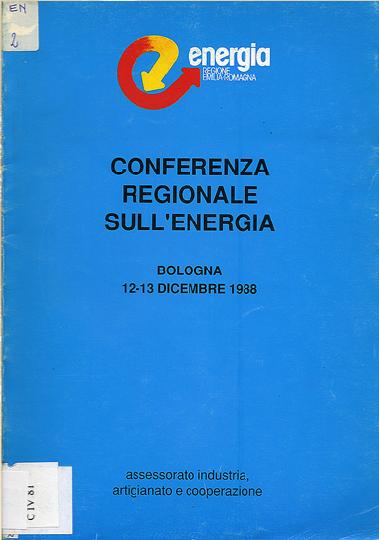 EN
2
energia
REGIONE
EMILIA-ROMAGNA
CONFERENZA
REGIONALE
SULL'ENERGIA
BOLOGNA
12-13 DICEMBRE 1988
assessorato industria,
artigianato e cooperazione
C IV 81